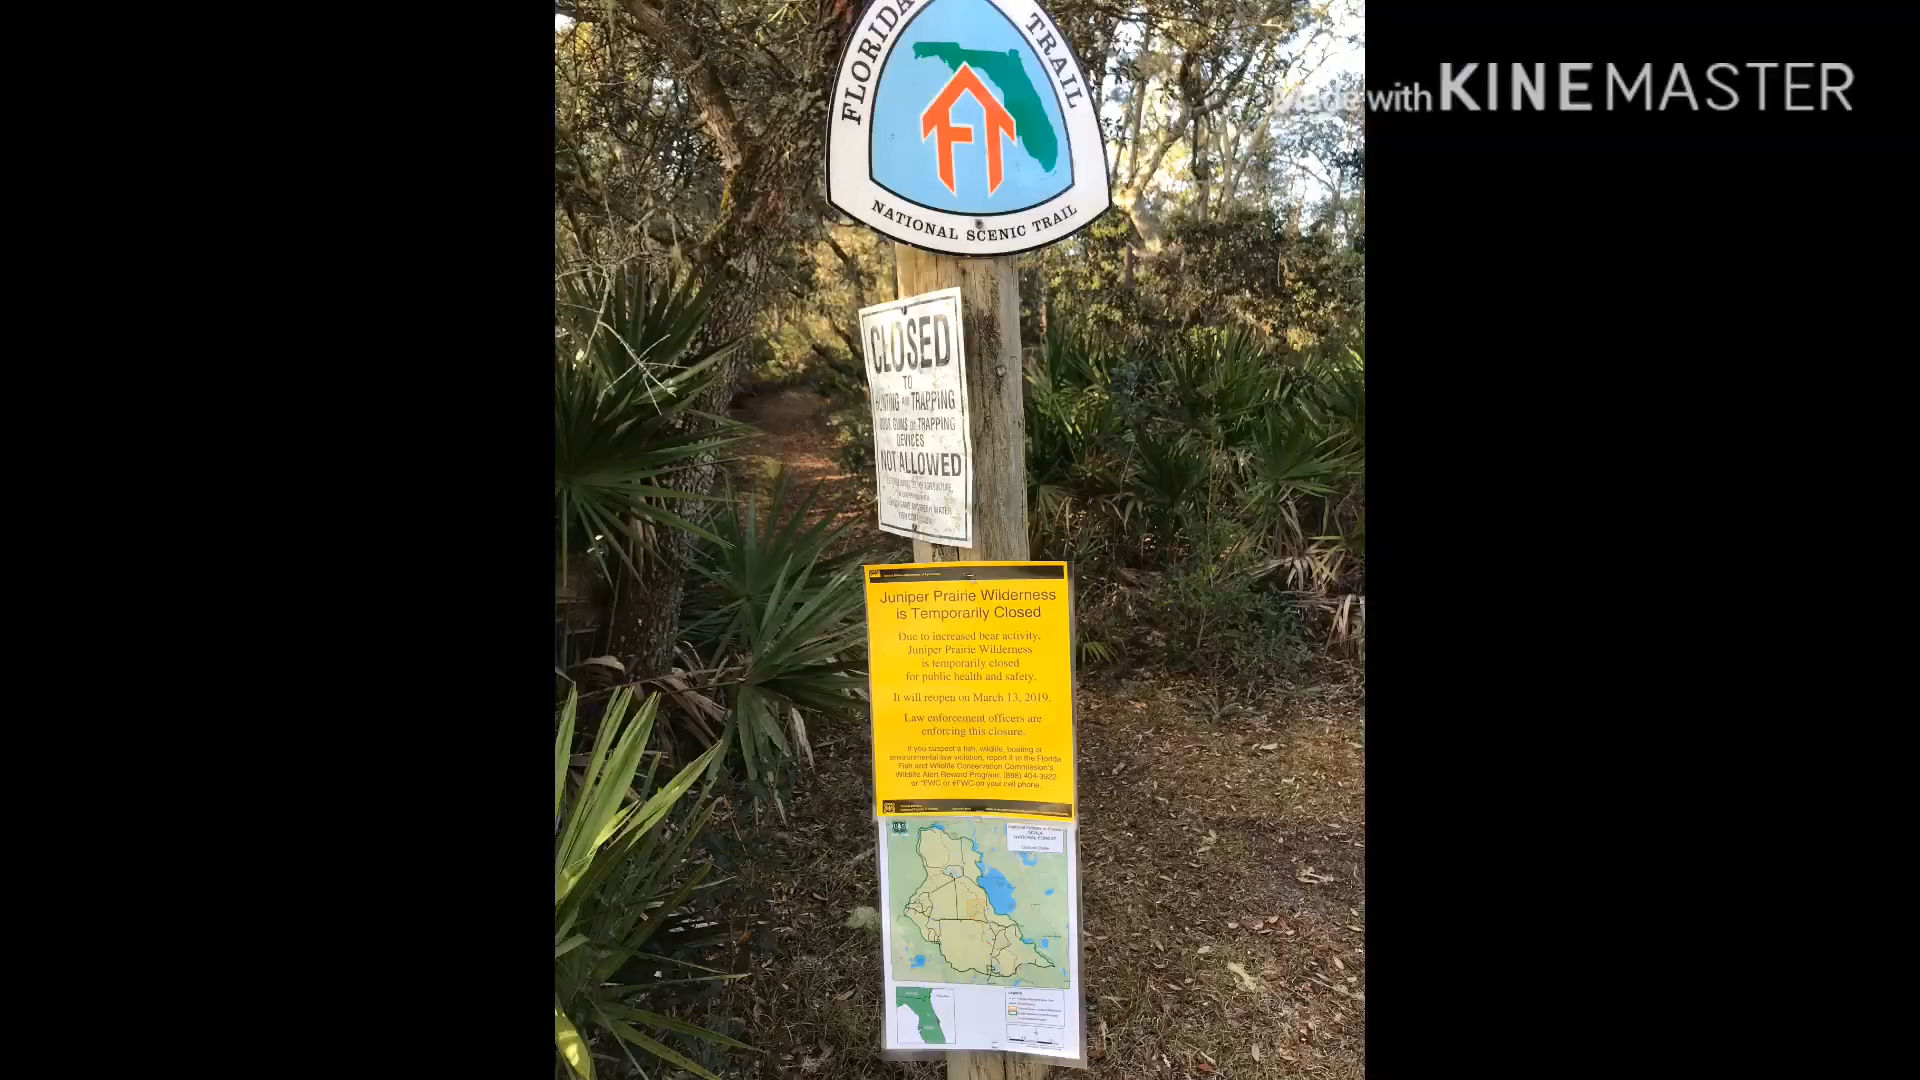 FLORIDA TRAIL
NATIONAL SCENIC TRAIL
Made with KINEMASTER
CLOSED
TO
HUNTING AND TRAPPING
GUNS OR TRAPPING
DEVICES
NOT ALLOWED
Juniper Prairie Wilderness
is Temporarily Closed
Due to increased bear activity,
Juniper Prairie Wilderness
is temporarily closed
for public health and safety.
It will reopen on March 13, 2019.
Law enforcement officers are
enforcing this closure.
If you suspect a fish, wildlife, boating or
environmental law violation, report it to the Florida
Fish and Wildlife Conservation Commission's
Wildlife Alert Reward Program: (888) 404-3922
or *FWC or #FWC on your cell phone.
NATIONAL FOREST
Legend